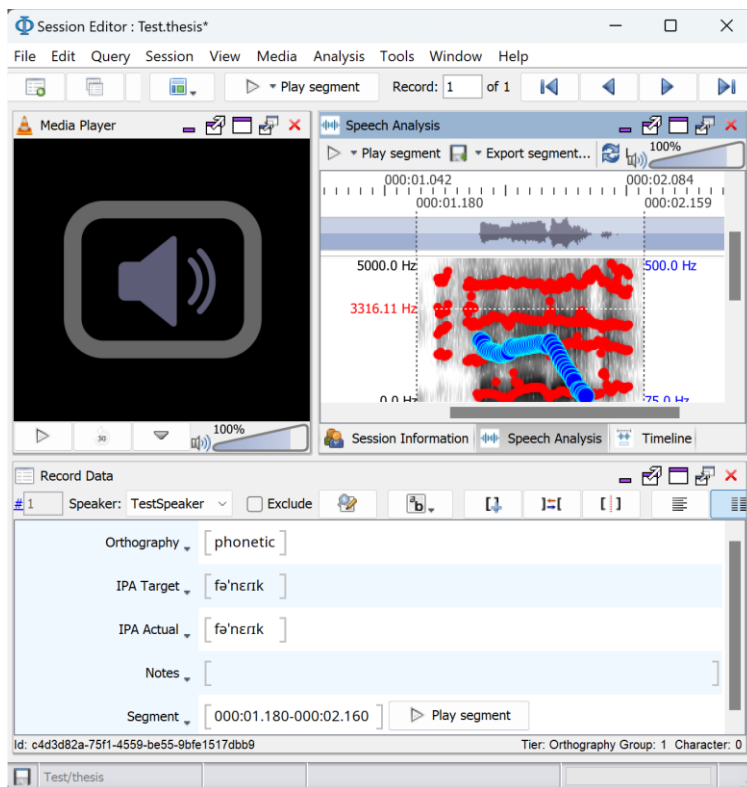 Session Editor : Test.thesis*
File Edit Query Session View Media Analysis Tools Window Help
Play segment Record: 1 of 1
Media Player
Speech Analysis
Play segment Export segment... 100%
000:01.042 000:02.084
000:01.180 000:02.159
5000.0 Hz 500.0 Hz
3316.11 Hz
0.0 Hz 75.0 Hz
30 100%
Session Information Speech Analysis Timeline
Record Data
# 1 Speaker: TestSpeaker Exclude
Orthography phonetic
IPA Target fəˈnɛɾɪk
IPA Actual fəˈnɛɾɪk
Notes
Segment 000:01.180-000:02.160 Play segment
Id: c4d3d82a-75f1-4559-be55-9bfe1517dbb9 Tier: Orthography Group: 1 Character: 0
Test/thesis